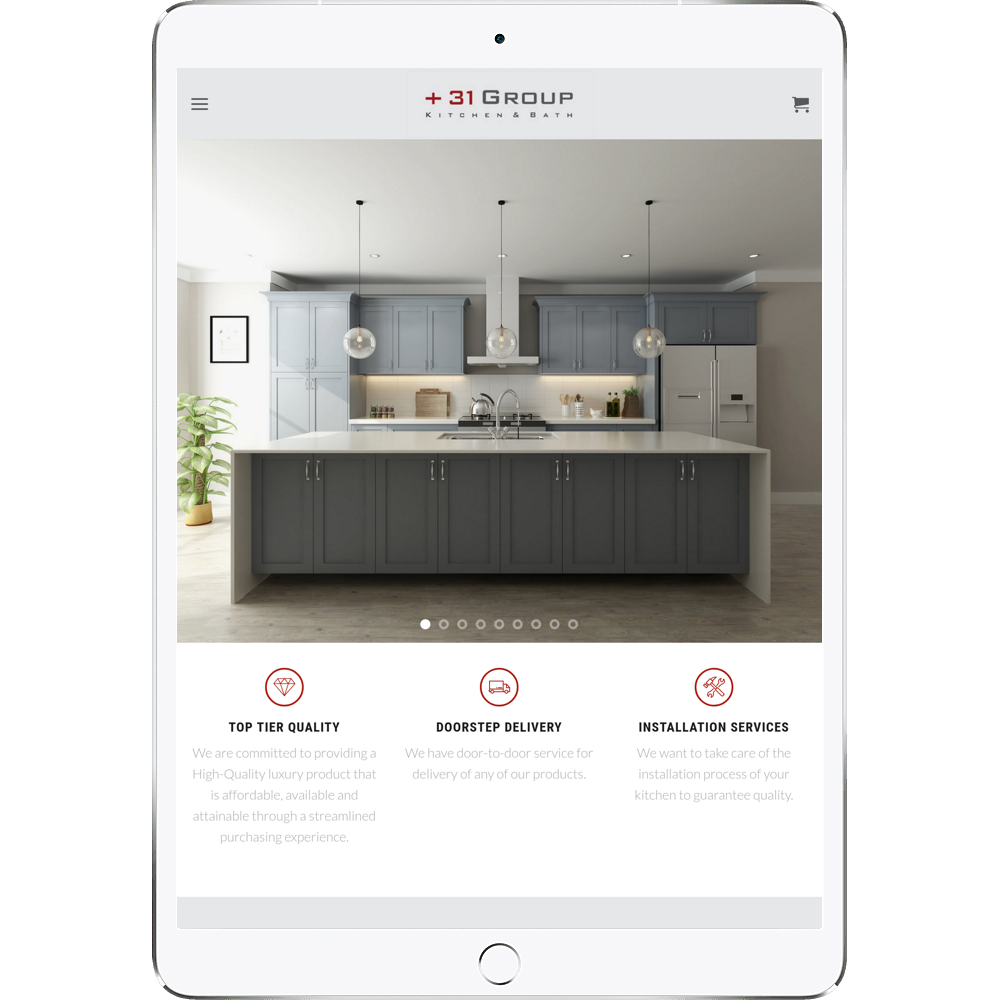 + 31 GROUP
KITCHEN & BATH
TOP TIER QUALITY
We are committed to providing a
High-Quality luxury product that
is affordable, available and
attainable through a streamlined
purchasing experience.
DOORSTEP DELIVERY
We have door-to-door service for
delivery of any of our products.
INSTALLATION SERVICES
We want to take care of the
installation process of your
kitchen to guarantee quality.